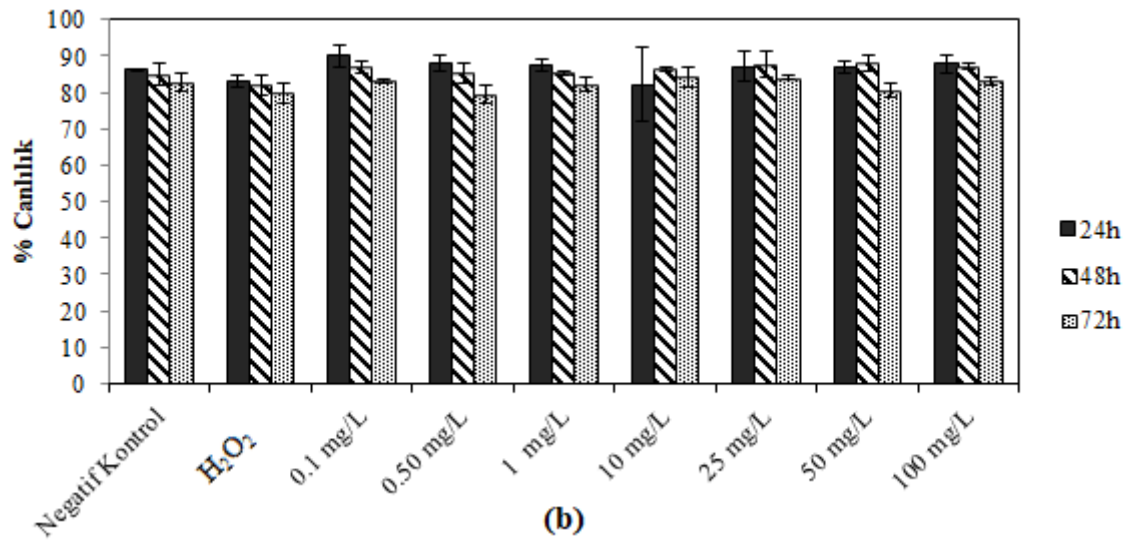 100
90
80
70
60
50
40
30
20
10
0
% Canlılık
Negatif Kontrol
H₂O₂
0.1 mg/L
0.50 mg/L
1 mg/L
10 mg/L
25 mg/L
50 mg/L
100 mg/L
24h
48h
72h
(b)